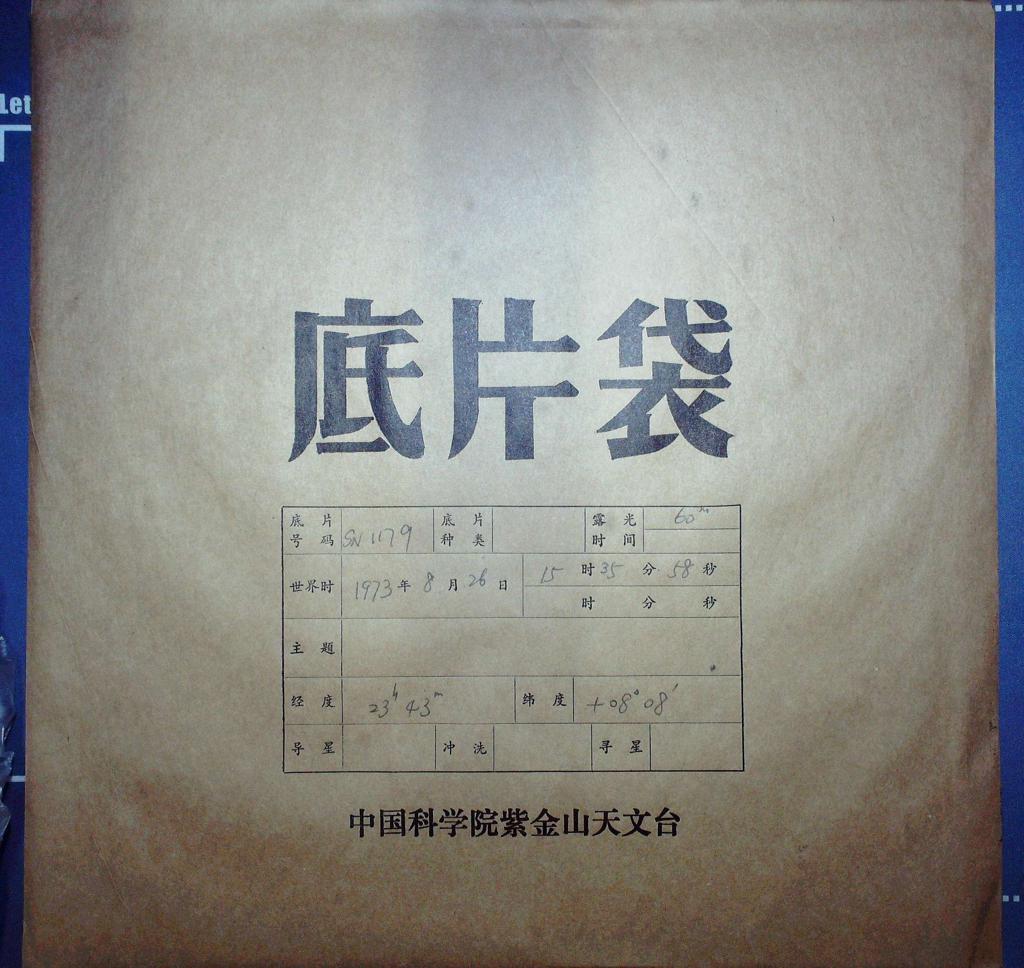 Let
底片袋
底片号码 SN 1179 底片种类 露光时间 60ᵐ
世界时 1973年 8月 26日 15时35分58秒
时 分 秒
主题
经度 23ʰ 43ᵐ 纬度 +08° 08′
导星 冲洗 寻星
中国科学院紫金山天文台